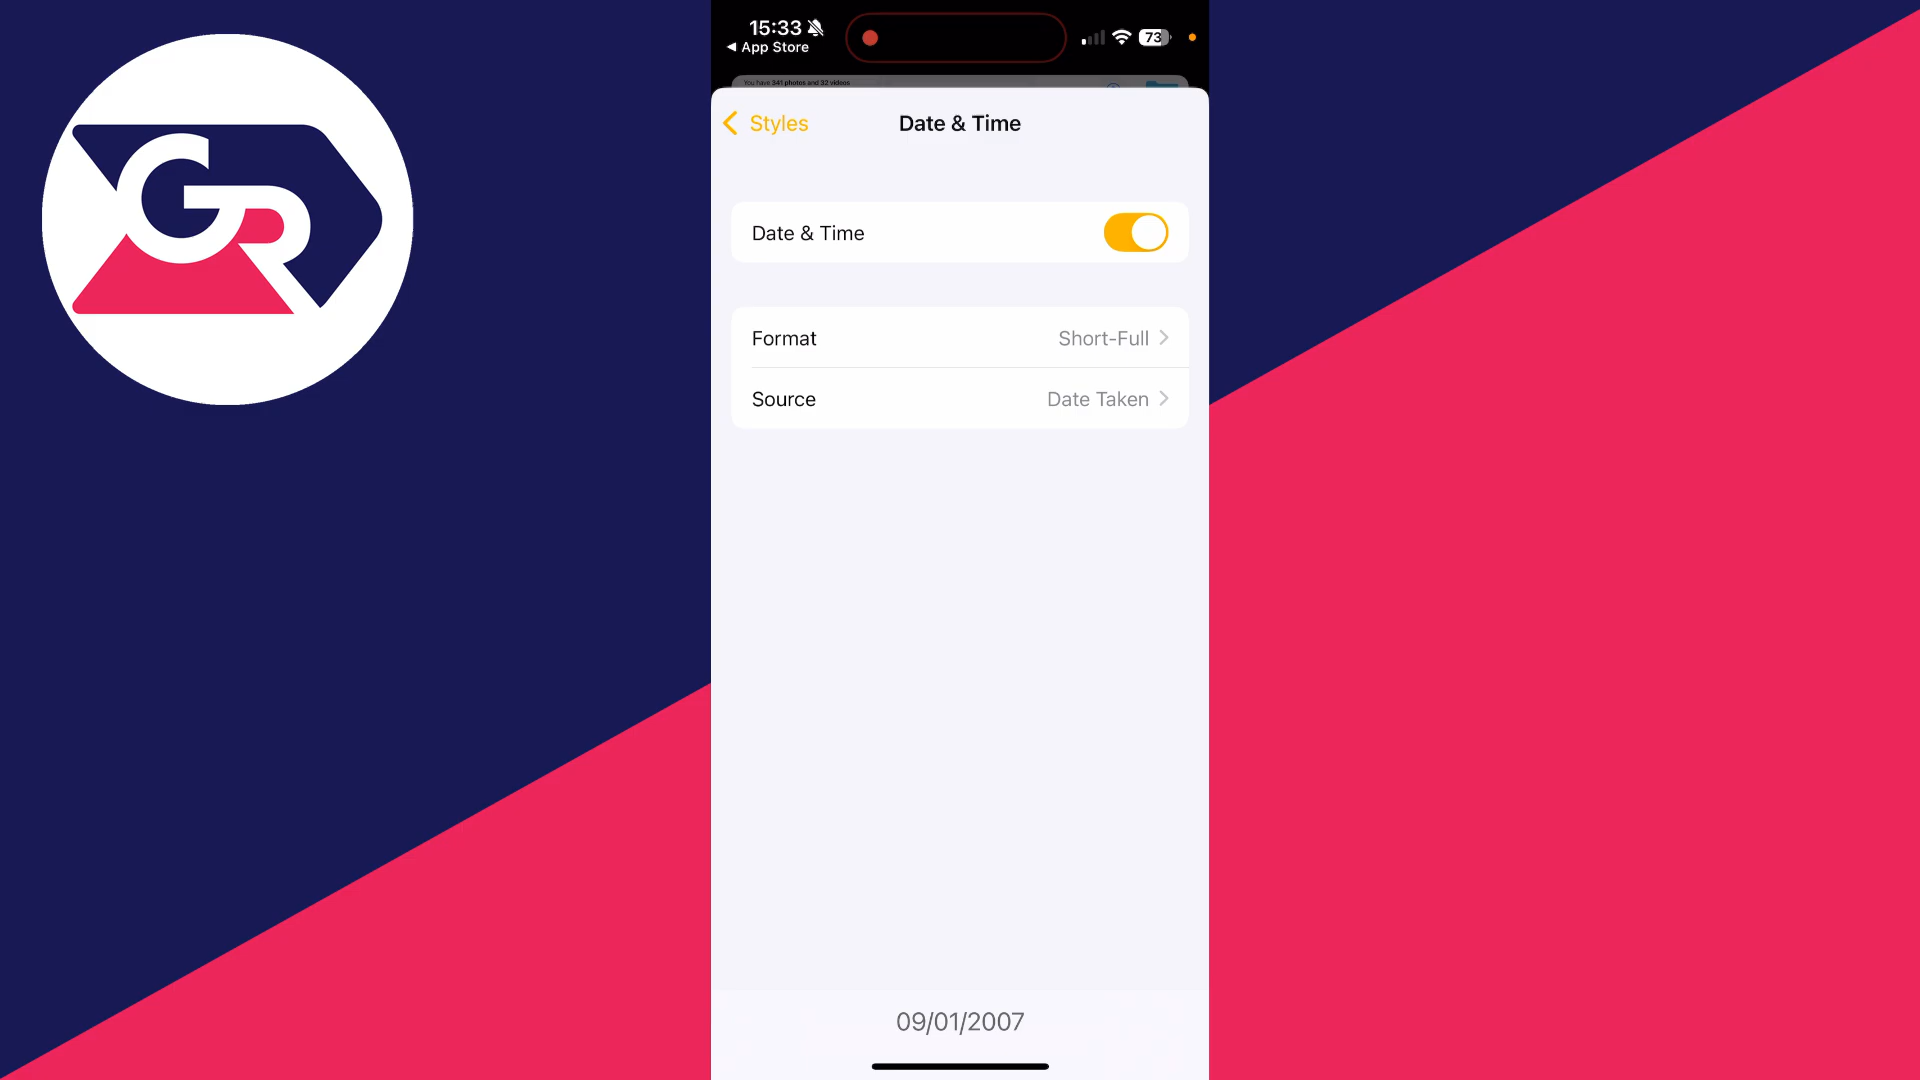 GR
15:33
App Store
73
You have 341 photos and 32 videos
Styles
Date & Time
Date & Time
Format
Short-Full
Source
Date Taken
09/01/2007